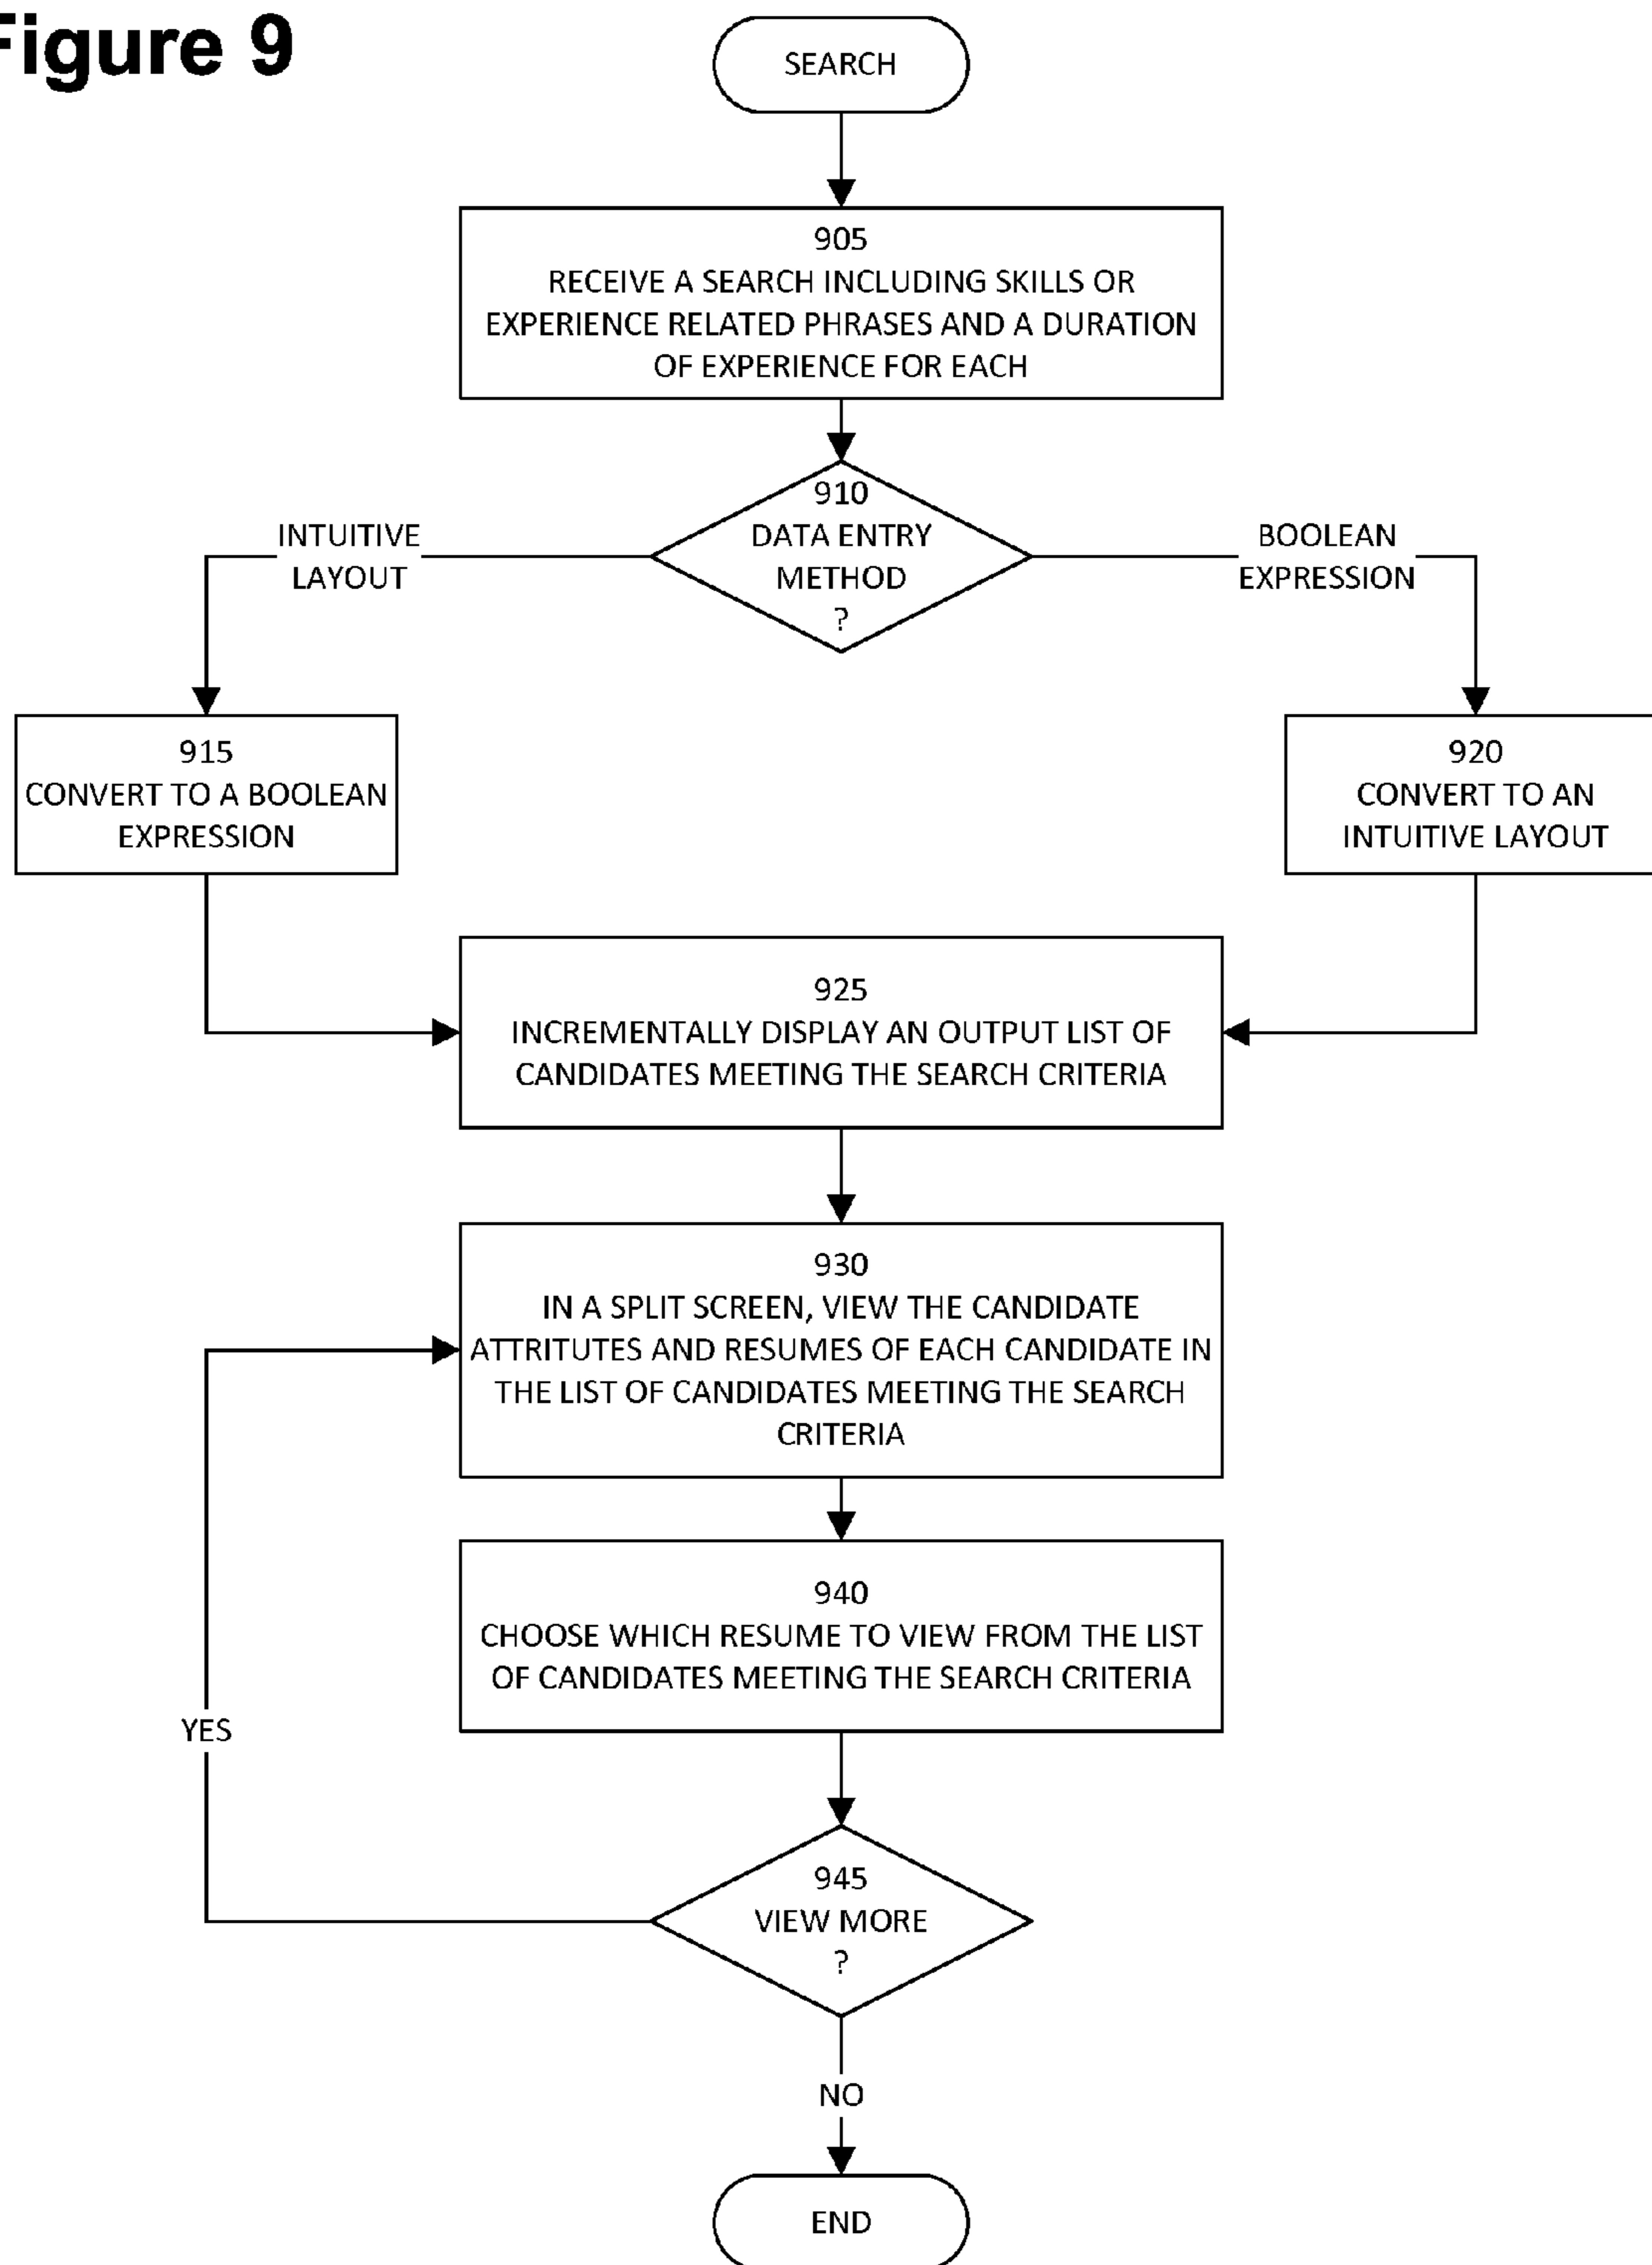 Figure 9
SEARCH
905
RECEIVE A SEARCH INCLUDING SKILLS OR
EXPERIENCE RELATED PHRASES AND A DURATION
OF EXPERIENCE FOR EACH
910
DATA ENTRY
METHOD
?
INTUITIVE
LAYOUT
BOOLEAN
EXPRESSION
915
CONVERT TO A BOOLEAN
EXPRESSION
920
CONVERT TO AN
INTUITIVE LAYOUT
925
INCREMENTALLY DISPLAY AN OUTPUT LIST OF
CANDIDATES MEETING THE SEARCH CRITERIA
930
IN A SPLIT SCREEN, VIEW THE CANDIDATE
ATTRITUTES AND RESUMES OF EACH CANDIDATE IN
THE LIST OF CANDIDATES MEETING THE SEARCH
CRITERIA
940
CHOOSE WHICH RESUME TO VIEW FROM THE LIST
OF CANDIDATES MEETING THE SEARCH CRITERIA
YES
945
VIEW MORE
?
NO
END